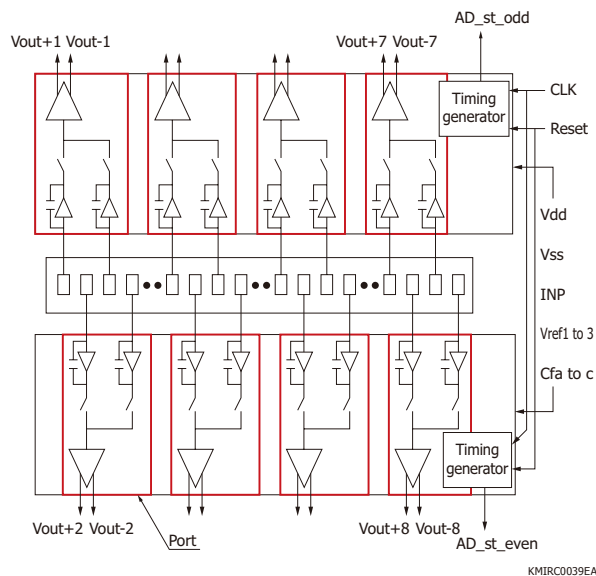 AD_st_odd
Vout+1 Vout-1
Vout+7 Vout-7
Timing
generator
CLK
Reset
Vdd
Vss
INP
Vref1 to 3
Cfa to c
Timing
generator
Vout+2 Vout-2
Port
Vout+8 Vout-8
AD_st_even
KMIRC0039EA